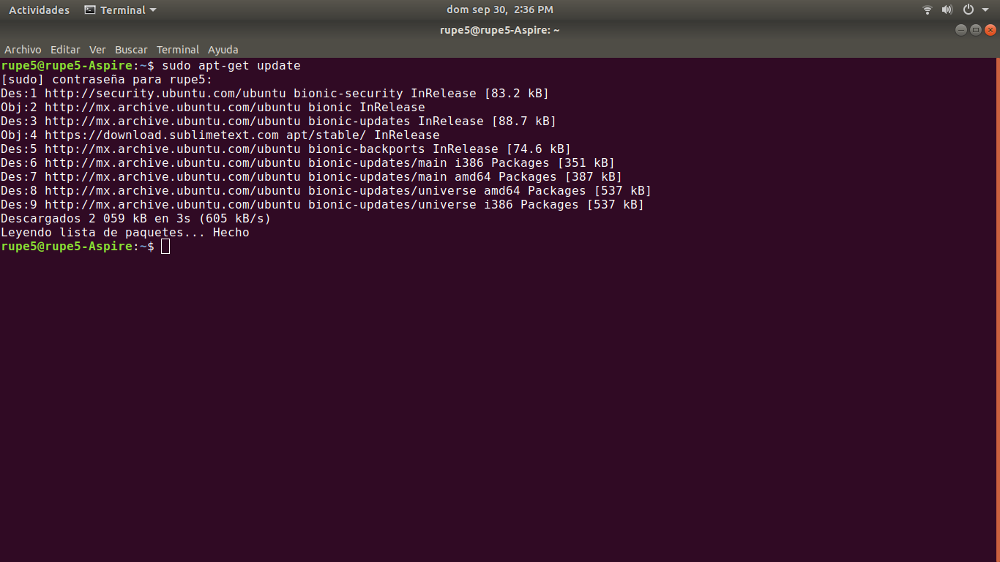 Actividades Terminal dom sep 30, 2:36 PM
rupe5@rupe5-Aspire: ~
Archivo Editar Ver Buscar Terminal Ayuda
rupe5@rupe5-Aspire:~$ sudo apt-get update
[sudo] contraseña para rupe5:
Des:1 http://security.ubuntu.com/ubuntu bionic-security InRelease [83.2 kB]
Obj:2 http://mx.archive.ubuntu.com/ubuntu bionic InRelease
Des:3 http://mx.archive.ubuntu.com/ubuntu bionic-updates InRelease [88.7 kB]
Obj:4 https://download.sublimetext.com apt/stable/ InRelease
Des:5 http://mx.archive.ubuntu.com/ubuntu bionic-backports InRelease [74.6 kB]
Des:6 http://mx.archive.ubuntu.com/ubuntu bionic-updates/main i386 Packages [351 kB]
Des:7 http://mx.archive.ubuntu.com/ubuntu bionic-updates/main amd64 Packages [387 kB]
Des:8 http://mx.archive.ubuntu.com/ubuntu bionic-updates/universe amd64 Packages [537 kB]
Des:9 http://mx.archive.ubuntu.com/ubuntu bionic-updates/universe i386 Packages [537 kB]
Descargados 2 059 kB en 3s (605 kB/s)
Leyendo lista de paquetes... Hecho
rupe5@rupe5-Aspire:~$